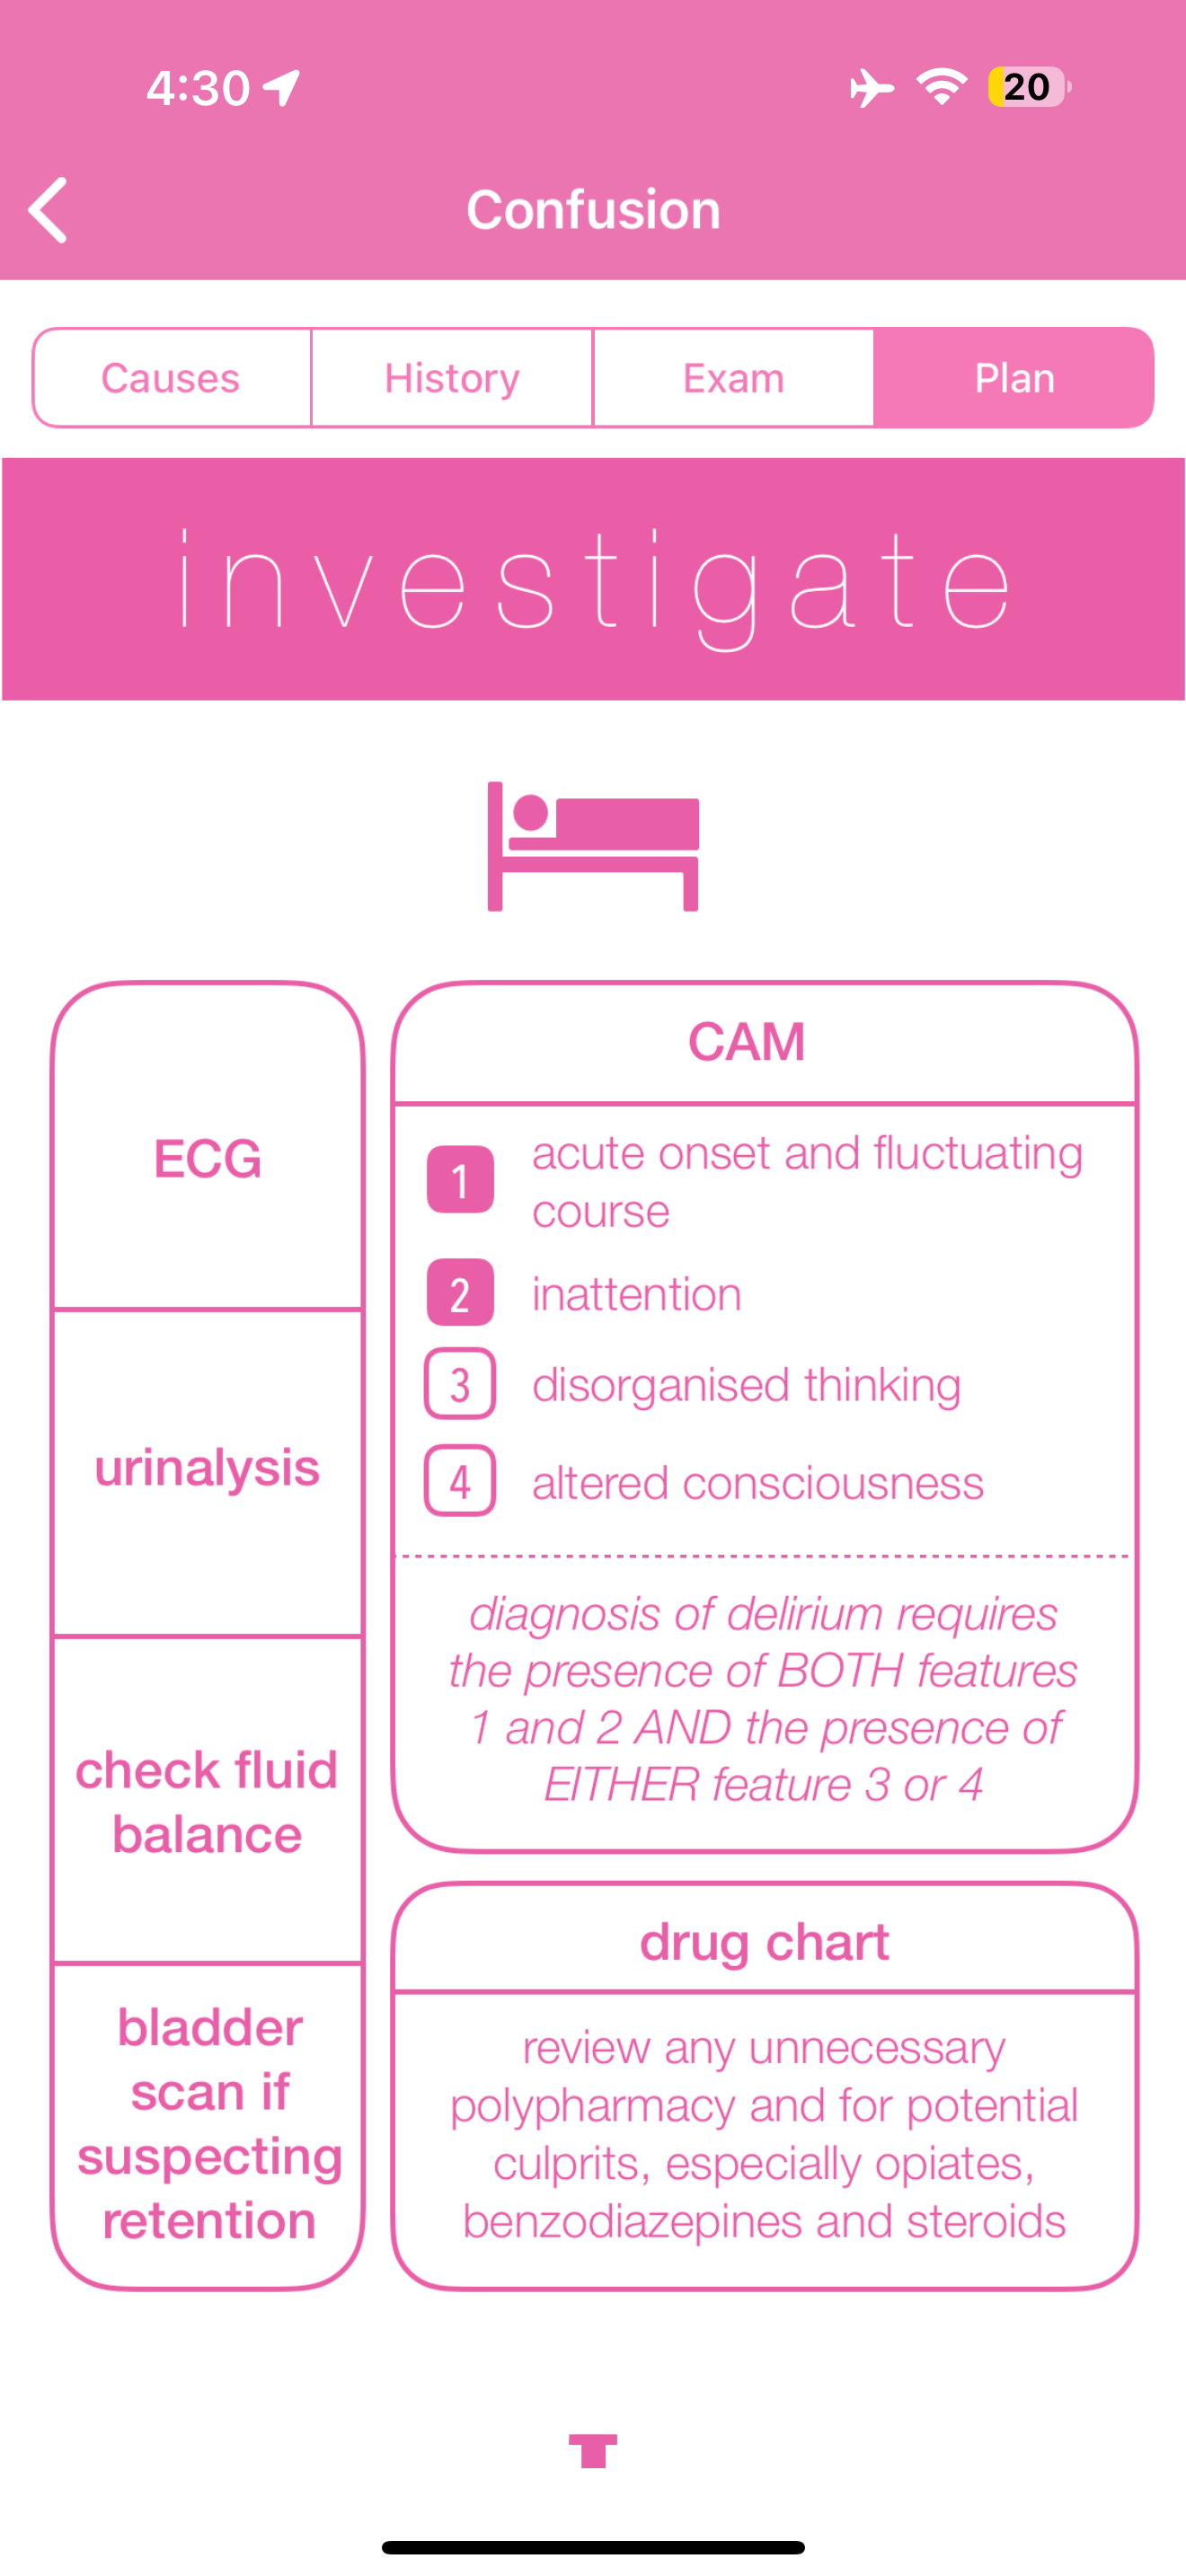 4:30
20
Confusion
Causes
History
Exam
Plan
investigate
ECG
urinalysis
check fluid
balance
bladder
scan if
suspecting
retention
CAM
1 acute onset and fluctuating
course
2 inattention
3 disorganised thinking
4 altered consciousness
diagnosis of delirium requires
the presence of BOTH features
1 and 2 AND the presence of
EITHER feature 3 or 4
drug chart
review any unnecessary
polypharmacy and for potential
culprits, especially opiates,
benzodiazepines and steroids